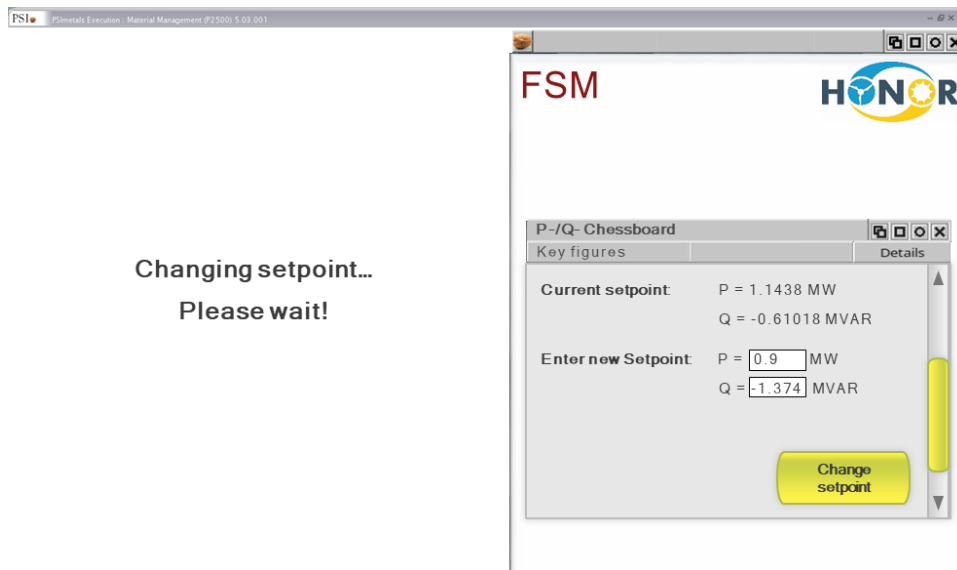 PSI PSImetals Execution : Material Management (P2500) 5.03.001
Changing setpoint...
Please wait!
FSM
HONOR
P-/Q- Chessboard
Key figures Details
Current setpoint: P = 1.1438 MW
Q = -0.61018 MVAR
Enter new Setpoint: P = 0.9 MW
Q = -1.374 MVAR
Change
setpoint